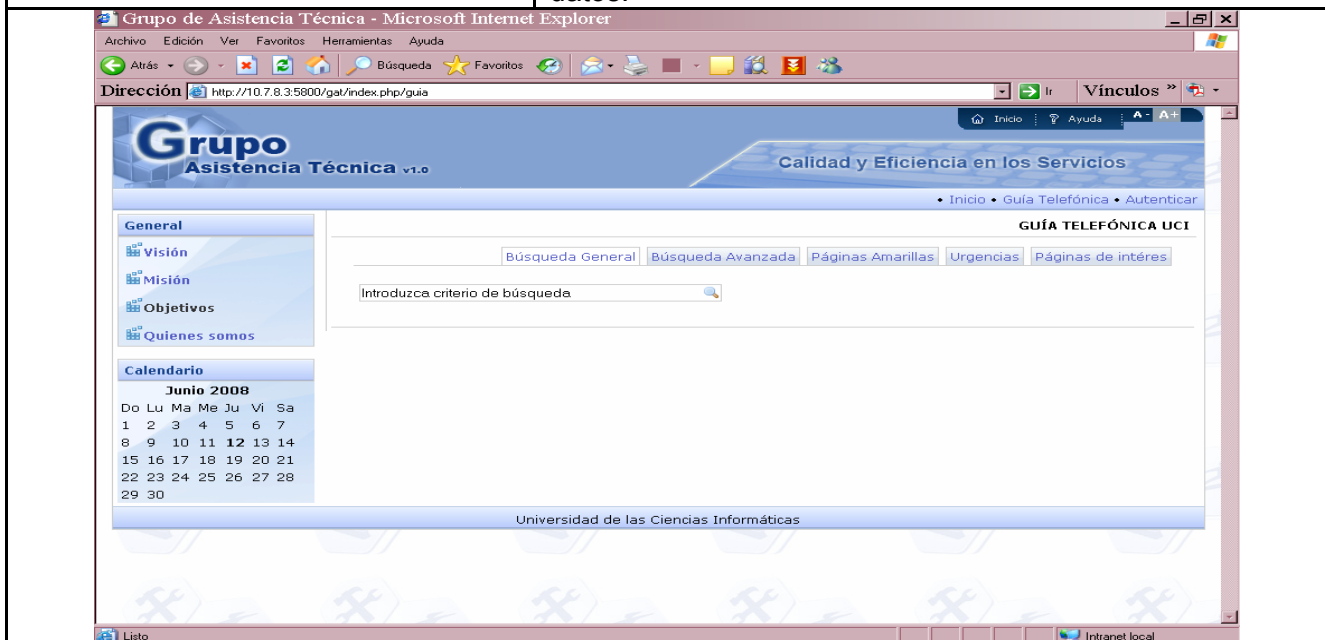 datos.
Grupo de Asistencia Técnica - Microsoft Internet Explorer
Archivo Edición Ver Favoritos Herramientas Ayuda
Atrás Búsqueda Favoritos
Dirección http://10.7.8.3:5800/gat/index.php/guia Ir Vínculos »
Inicio Ayuda A- A+
Grupo
Asistencia Técnica v1.0
Calidad y Eficiencia en los Servicios
• Inicio • Guía Telefónica • Autenticar
General
Visión
Misión
Objetivos
Quienes somos
GUÍA TELEFÓNICA UCI
Búsqueda General Búsqueda Avanzada Páginas Amarillas Urgencias Páginas de intéres
Introduzca criterio de búsqueda
Calendario
Junio 2008
Do Lu Ma Me Ju Vi Sa
1 2 3 4 5 6 7
8 9 10 11 12 13 14
15 16 17 18 19 20 21
22 23 24 25 26 27 28
29 30
Universidad de las Ciencias Informáticas
Listo Intranet local